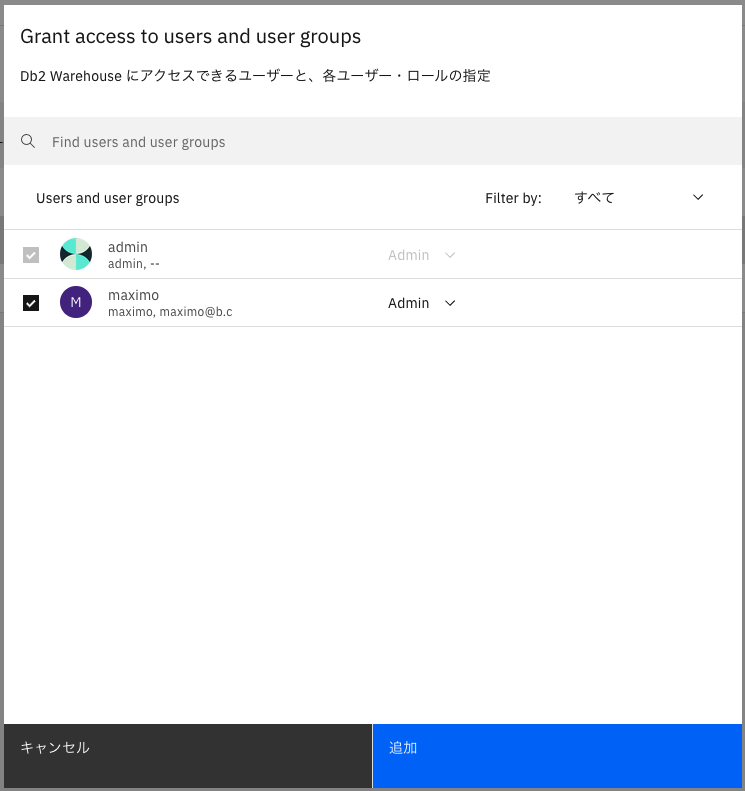 Grant access to users and user groups
Db2 Warehouse にアクセスできるユーザーと、各ユーザー・ロールの指定
Find users and user groups
Users and user groups
Filter by:
すべて
admin
admin, --
Admin
M
maximo
maximo, maximo@b.c
Admin
キャンセル
追加